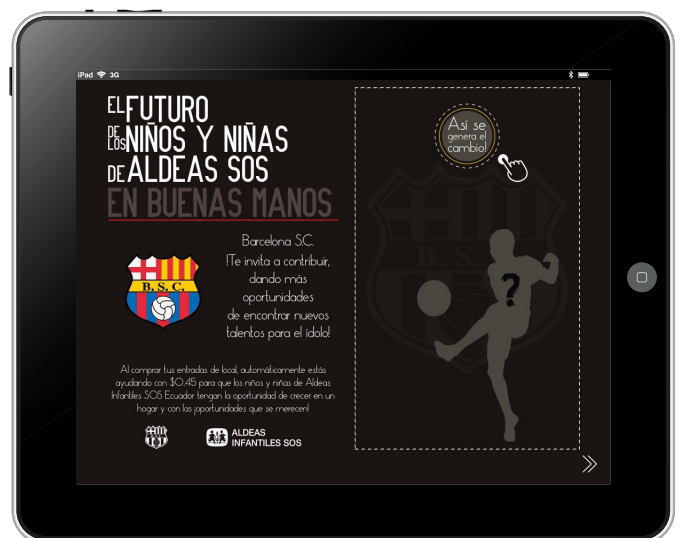 iPad 3G
EL FUTURO
DE LOS NIÑOS Y NIÑAS
DE ALDEAS SOS
EN BUENAS MANOS
Barcelona S.C.
!Te invita a contribuir,
dando más
oportunidades
de encontrar nuevos
talentos para el ídolo!
B. S. C.
Al comprar tus entradas de local, automáticamente estás
ayudando con $0,45 para que los niños y niñas de Aldeas
Infantiles SOS Ecuador tengan la oportunidad de crecer en un
hogar y con las ¡oportunidades que se merecen!
ALDEAS
INFANTILES SOS
Así se
genera el
cambio!
B. S.
?